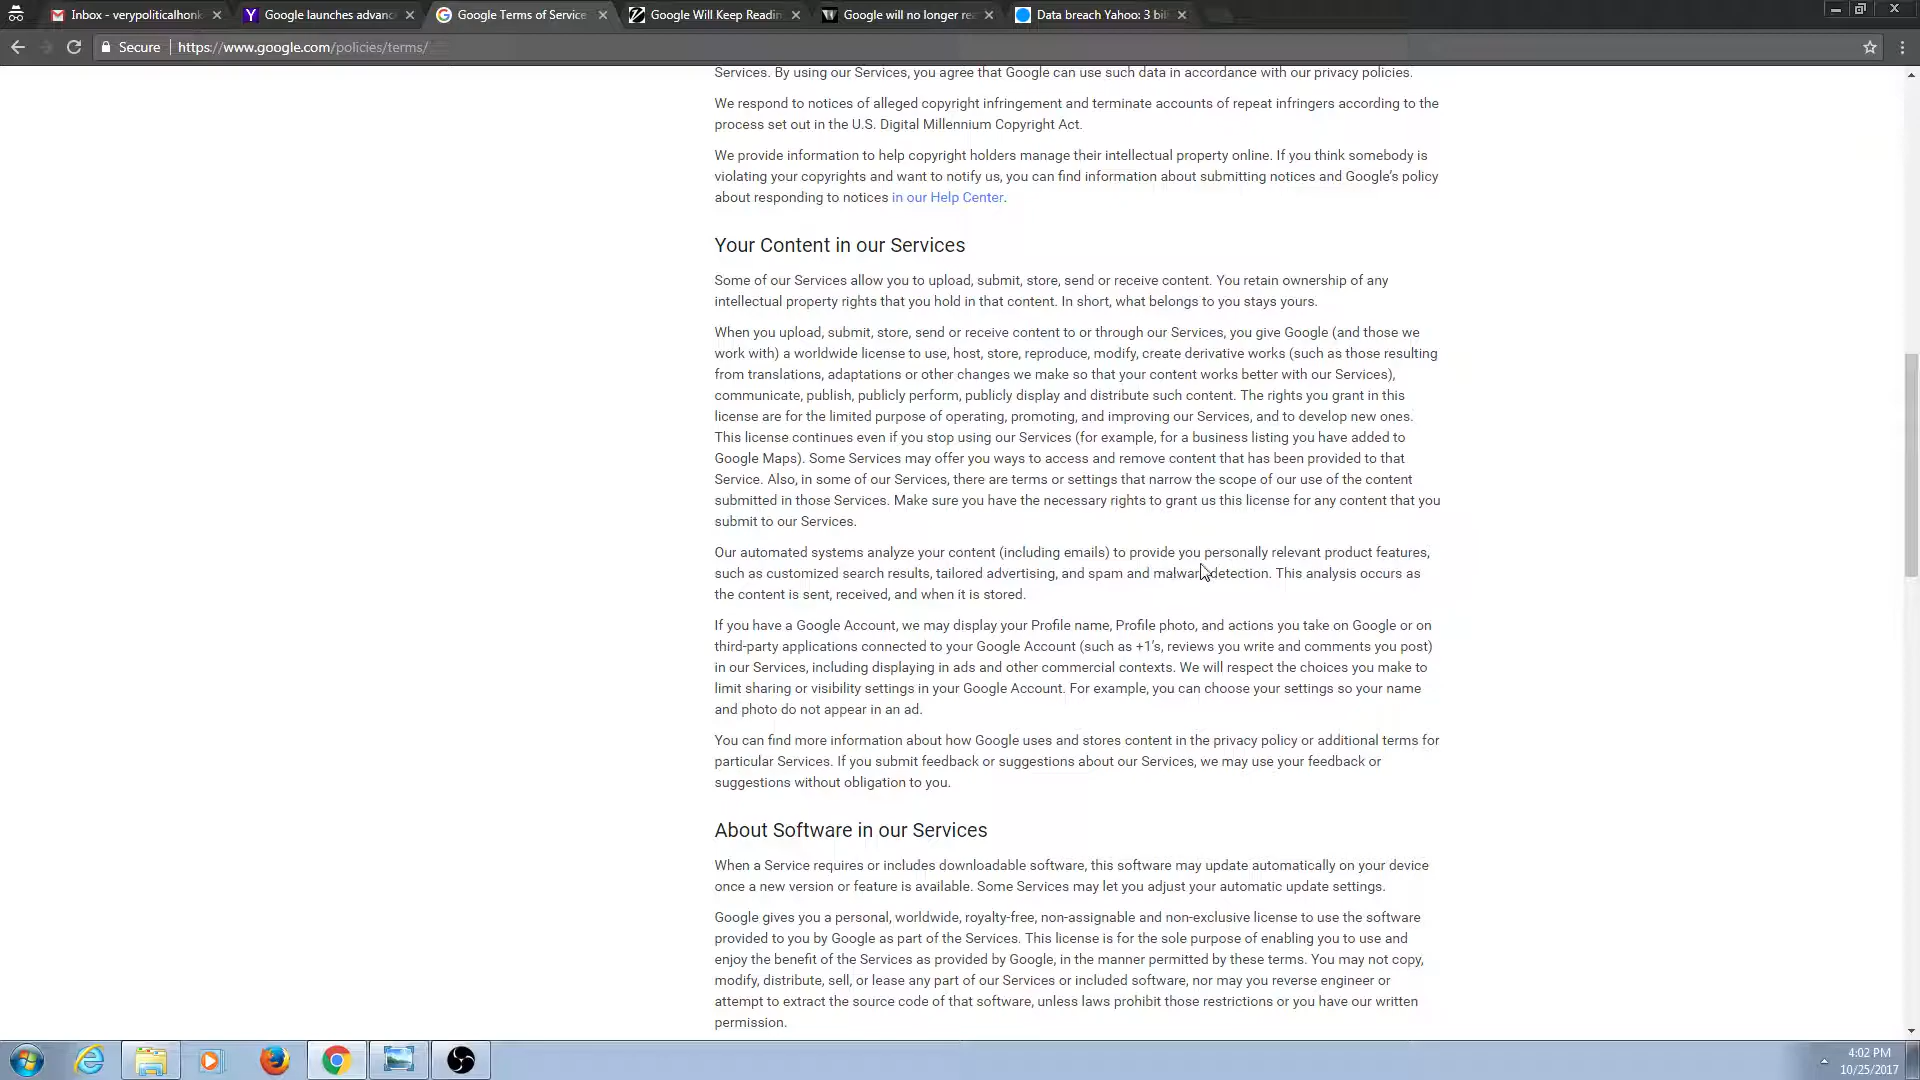 Inbox - verypoliticalhonk
Google launches advanc
Google Terms of Service
Google Will Keep Readin
Google will no longer re
Data breach Yahoo: 3 bil
Secure
https://www.google.com/policies/terms/
Services. By using our Services, you agree that Google can use such data in accordance with our privacy policies.
We respond to notices of alleged copyright infringement and terminate accounts of repeat infringers according to the
process set out in the U.S. Digital Millennium Copyright Act.
We provide information to help copyright holders manage their intellectual property online. If you think somebody is
violating your copyrights and want to notify us, you can find information about submitting notices and Google’s policy
about responding to notices in our Help Center.
Your Content in our Services
Some of our Services allow you to upload, submit, store, send or receive content. You retain ownership of any
intellectual property rights that you hold in that content. In short, what belongs to you stays yours.
When you upload, submit, store, send or receive content to or through our Services, you give Google (and those we
work with) a worldwide license to use, host, store, reproduce, modify, create derivative works (such as those resulting
from translations, adaptations or other changes we make so that your content works better with our Services),
communicate, publish, publicly perform, publicly display and distribute such content. The rights you grant in this
license are for the limited purpose of operating, promoting, and improving our Services, and to develop new ones.
This license continues even if you stop using our Services (for example, for a business listing you have added to
Google Maps). Some Services may offer you ways to access and remove content that has been provided to that
Service. Also, in some of our Services, there are terms or settings that narrow the scope of our use of the content
submitted in those Services. Make sure you have the necessary rights to grant us this license for any content that you
submit to our Services.
Our automated systems analyze your content (including emails) to provide you personally relevant product features,
such as customized search results, tailored advertising, and spam and malware detection. This analysis occurs as
the content is sent, received, and when it is stored.
If you have a Google Account, we may display your Profile name, Profile photo, and actions you take on Google or on
third-party applications connected to your Google Account (such as +1’s, reviews you write and comments you post)
in our Services, including displaying in ads and other commercial contexts. We will respect the choices you make to
limit sharing or visibility settings in your Google Account. For example, you can choose your settings so your name
and photo do not appear in an ad.
You can find more information about how Google uses and stores content in the privacy policy or additional terms for
particular Services. If you submit feedback or suggestions about our Services, we may use your feedback or
suggestions without obligation to you.
About Software in our Services
When a Service requires or includes downloadable software, this software may update automatically on your device
once a new version or feature is available. Some Services may let you adjust your automatic update settings.
Google gives you a personal, worldwide, royalty-free, non-assignable and non-exclusive license to use the software
provided to you by Google as part of the Services. This license is for the sole purpose of enabling you to use and
enjoy the benefit of the Services as provided by Google, in the manner permitted by these terms. You may not copy,
modify, distribute, sell, or lease any part of our Services or included software, nor may you reverse engineer or
attempt to extract the source code of that software, unless laws prohibit those restrictions or you have our written
permission.
4:02 PM
10/25/2017